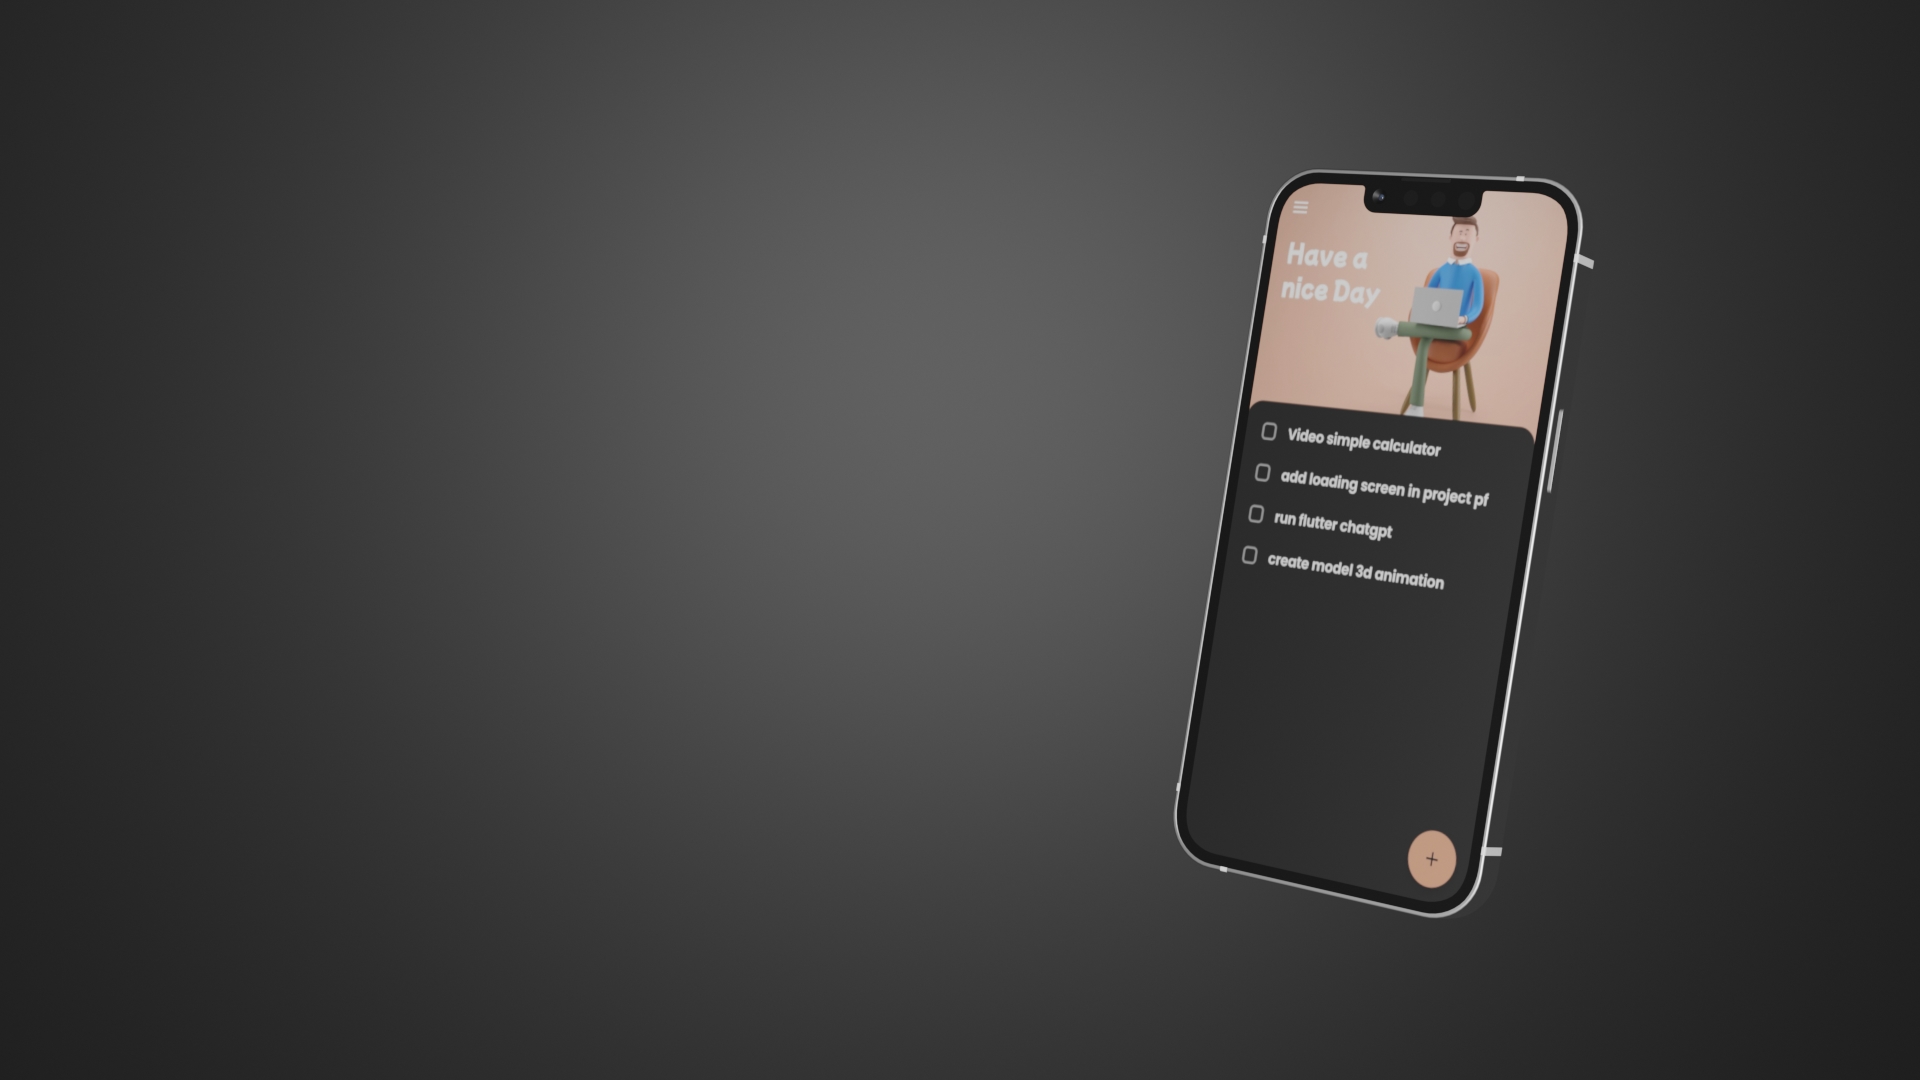 Have a
nice Day
Video simple calculator
add loading screen in project pf
run flutter chatgpt
create model 3d animation
+